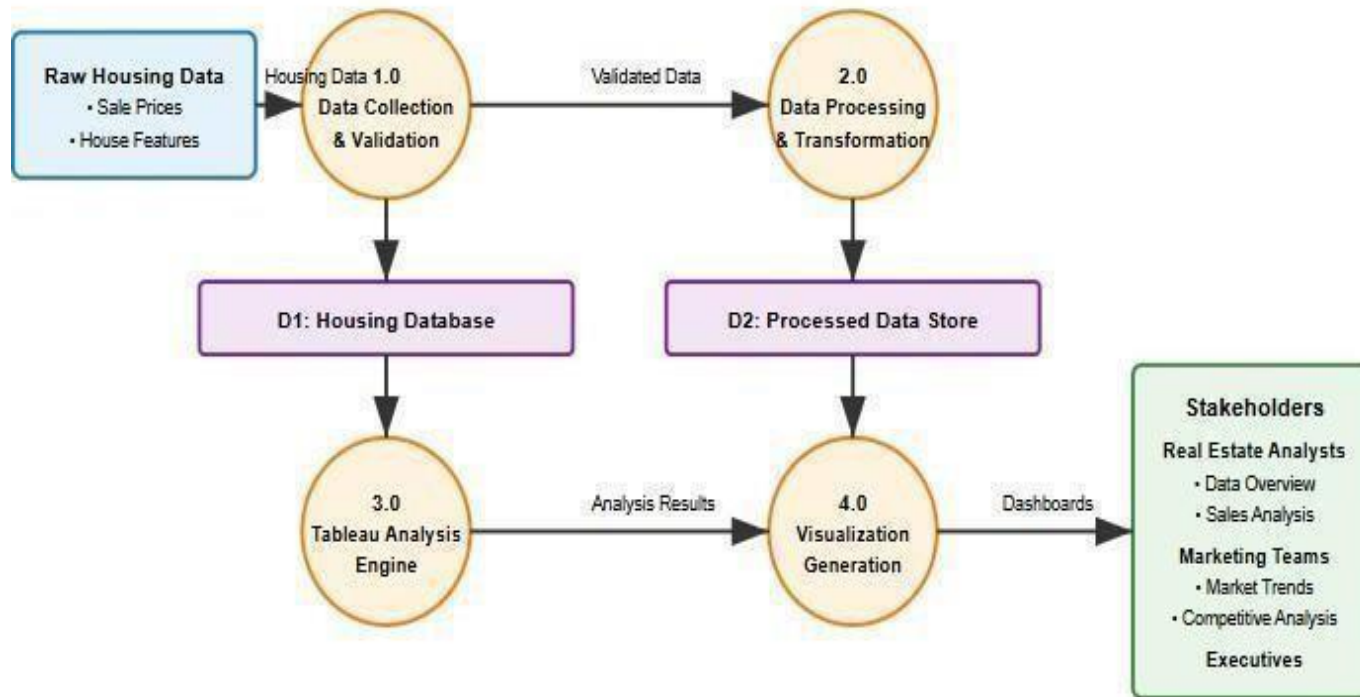 Raw Housing Data
• Sale Prices
• House Features
Housing Data
1.0
Data Collection
& Validation
Validated Data
2.0
Data Processing
& Transformation
D1: Housing Database
D2: Processed Data Store
3.0
Tableau Analysis
Engine
Analysis Results
4.0
Visualization
Generation
Dashboards
Stakeholders
Real Estate Analysts
• Data Overview
• Sales Analysis
Marketing Teams
• Market Trends
• Competitive Analysis
Executives